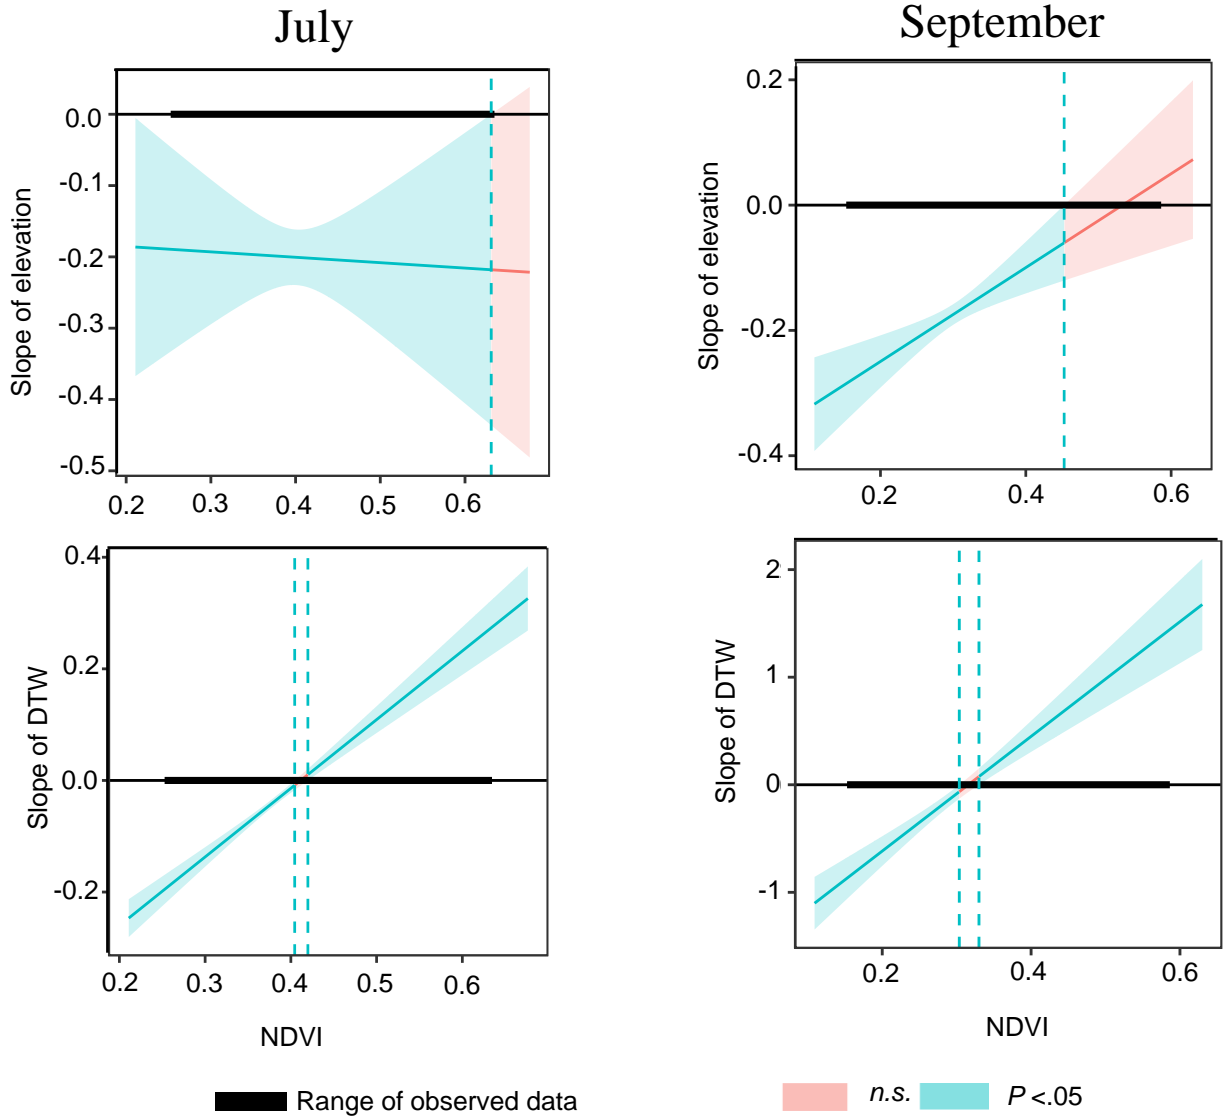 July
September
0.0
-0.1
-0.2
-0.3
-0.4
-0.5
Slope of elevation
0.2 0.3 0.4 0.5 0.6
0.2
0.0
-0.2
-0.4
Slope of elevation
0.2 0.4 0.6
0.4
0.2
0.0
-0.2
Slope of DTW
0.2 0.3 0.4 0.5 0.6
NDVI
2
1
0
-1
Slope of DTW
0.2 0.4 0.6
NDVI
Range of observed data
n.s. P <.05